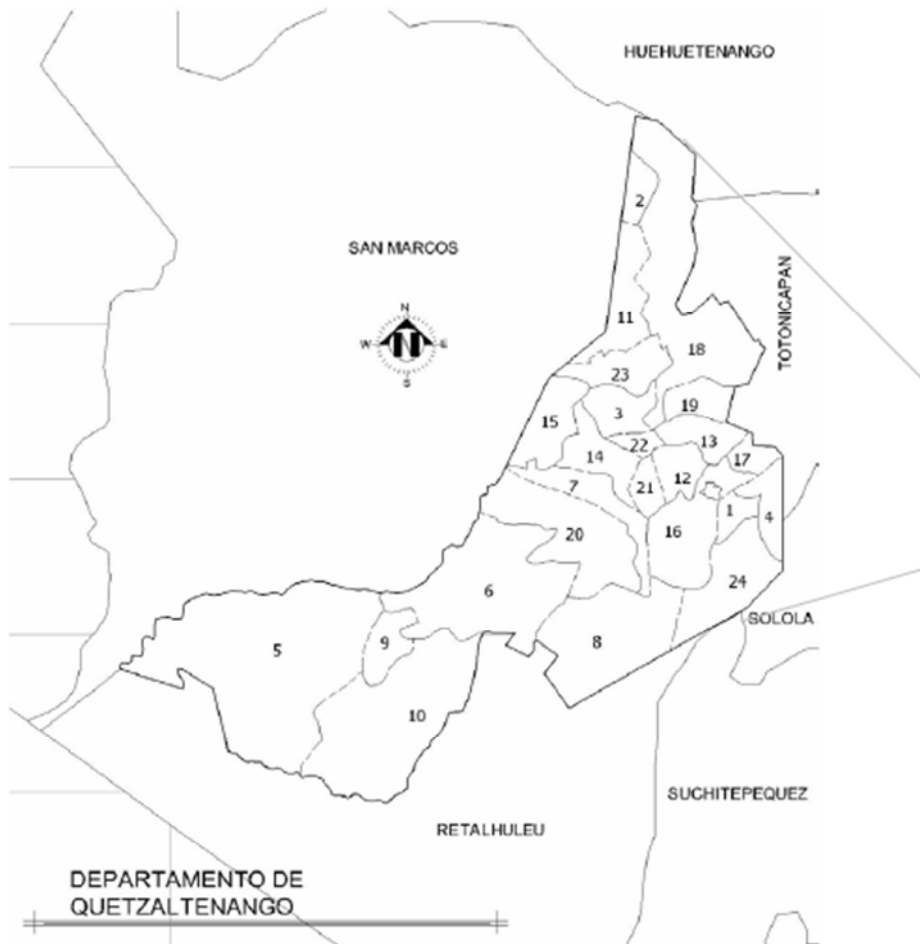 HUEHUETENANGO
2
SAN MARCOS
TOTONICAPAN
N
W
N
E
S
11
18
23
19
3
15
13
22
14
17
12
7
21
1
4
20
16
24
6
SOLOLA
5
9
8
10
SUCHITEPEQUEZ
RETALHULEU
DEPARTAMENTO DE
QUETZALTENANGO